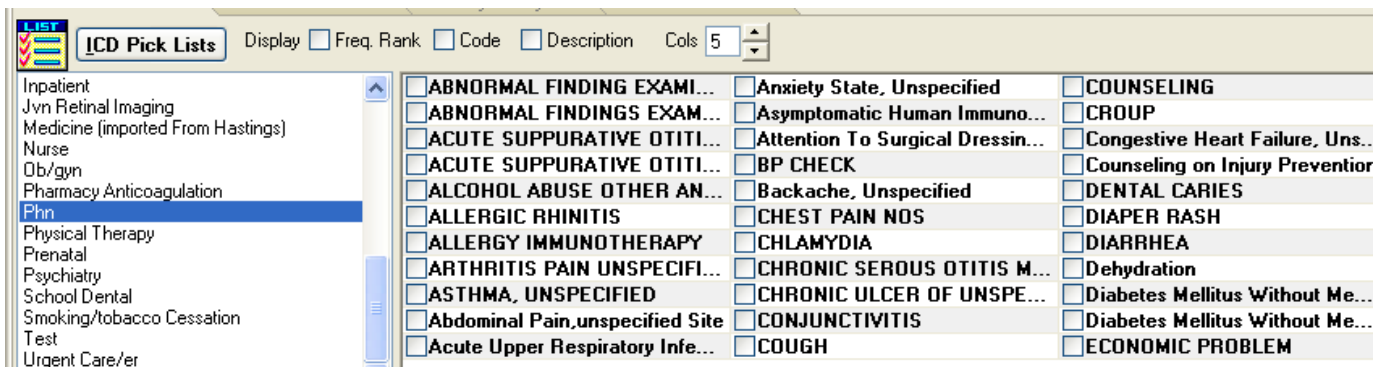 LIST
ICD Pick Lists Display Freq. Rank Code Description Cols 5
Inpatient
Jvn Retinal Imaging
Medicine (imported From Hastings)
Nurse
Ob/gyn
Pharmacy Anticoagulation
Phn
Physical Therapy
Prenatal
Psychiatry
School Dental
Smoking/tobacco Cessation
Test
Urgent Care/er
ABNORMAL FINDING EXAMI...
ABNORMAL FINDINGS EXAM...
ACUTE SUPPURATIVE OTITI...
ACUTE SUPPURATIVE OTITI...
ALCOHOL ABUSE OTHER AN...
ALLERGIC RHINITIS
ALLERGY IMMUNOTHERAPY
ARTHRITIS PAIN UNSPECIFI...
ASTHMA, UNSPECIFIED
Abdominal Pain,unspecified Site
Acute Upper Respiratory Infe...
Anxiety State, Unspecified
Asymptomatic Human Immuno...
Attention To Surgical Dressin...
BP CHECK
Backache, Unspecified
CHEST PAIN NOS
CHLAMYDIA
CHRONIC SEROUS OTITIS M...
CHRONIC ULCER OF UNSPE...
CONJUNCTIVITIS
COUGH
COUNSELING
CROUP
Congestive Heart Failure, Uns...
Counseling on Injury Prevention
DENTAL CARIES
DIAPER RASH
DIARRHEA
Dehydration
Diabetes Mellitus Without Me...
Diabetes Mellitus Without Me...
ECONOMIC PROBLEM